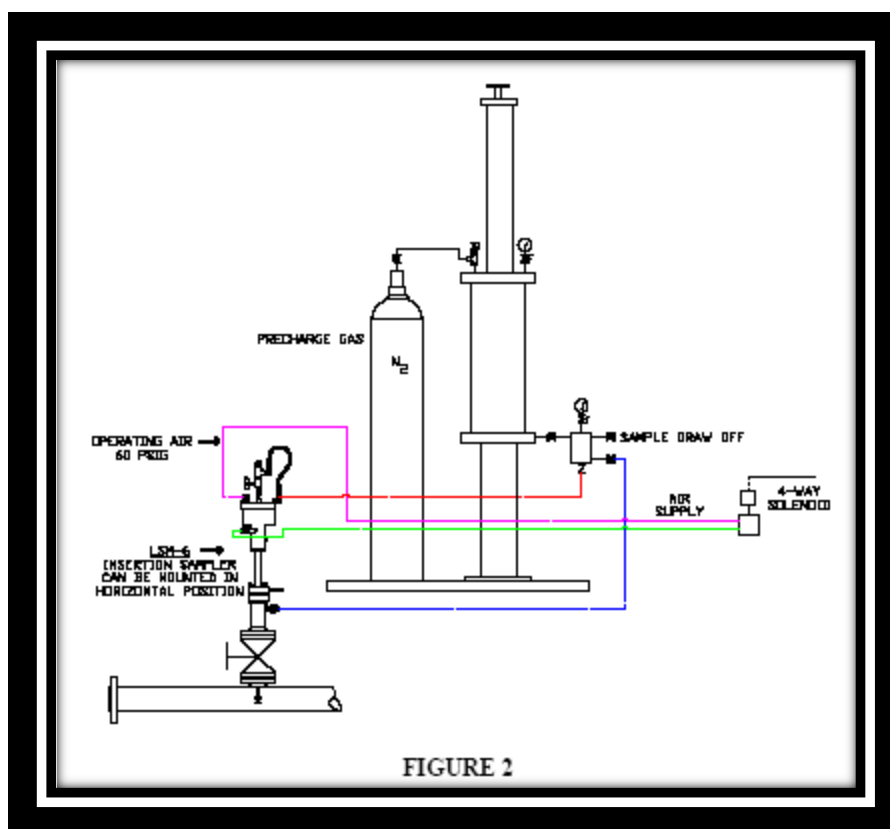 PRECHARGE GAS
N2
OPERATING AIR
60 PSIG
SAMPLE DRAW OFF
AIR
SUPPLY
4-WAY
SOLENOID
LSM-6
INSERTION SAMPLER
CAN BE MOUNTED IN
HORIZONTAL POSITION
FIGURE 2